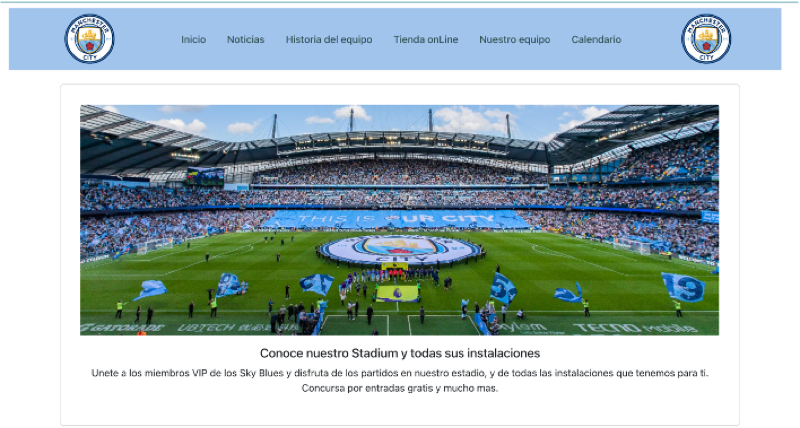 MANCHESTER CITY
Inicio Noticias Historia del equipo Tienda onLine Nuestro equipo Calendario
MANCHESTER CITY
THIS IS OUR CITY
CITY
GATORADE UBTECH xylem TECNO MOBILE
Conoce nuestro Stadium y todas sus instalaciones
Unete a los miembros VIP de los Sky Blues y disfruta de los partidos en nuestro estadio, y de todas las instalaciones que tenemos para ti.
Concursa por entradas gratis y mucho mas.